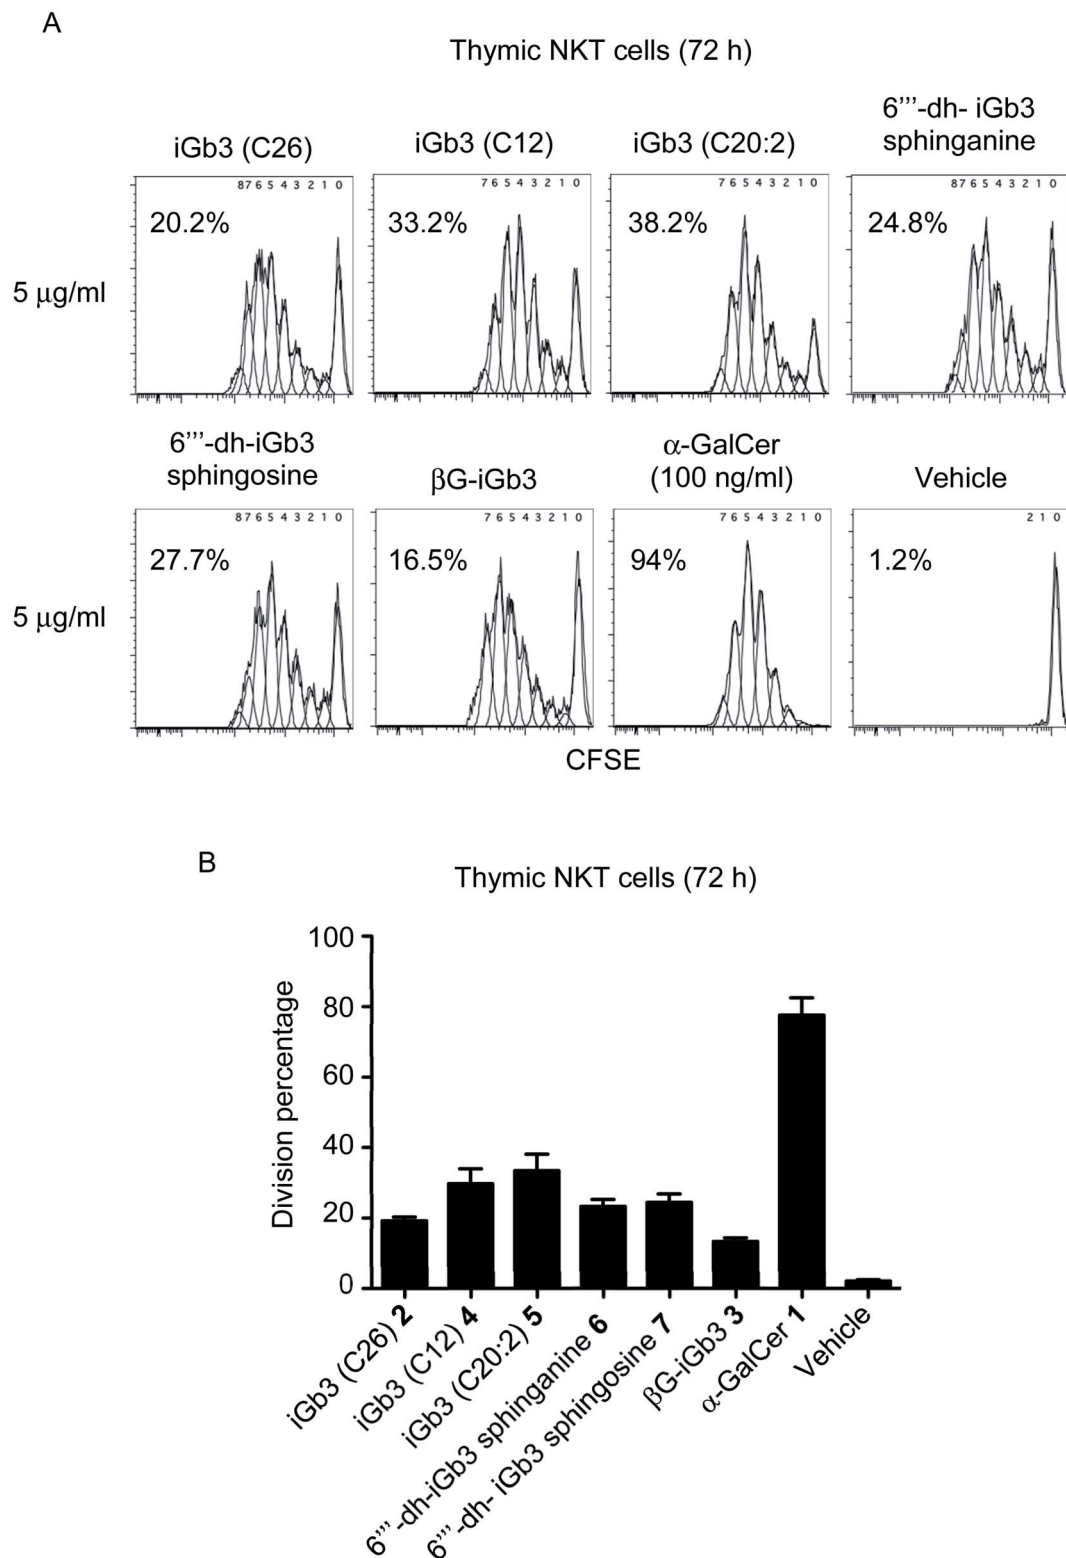 A
Thymic NKT cells (72 h)
iGb3 (C26)
iGb3 (C12)
iGb3 (C20:2)
6'''-dh- iGb3
sphinganine
5 μg/ml
8 7 6 5 4 3 2 1 0
20.2%
7 6 5 4 3 2 1 0
33.2%
7 6 5 4 3 2 1 0
38.2%
8 7 6 5 4 3 2 1 0
24.8%
6'''-dh-iGb3
sphingosine
βG-iGb3
α-GalCer
(100 ng/ml)
Vehicle
5 μg/ml
8 7 6 5 4 3 2 1 0
27.7%
7 6 5 4 3 2 1 0
16.5%
7 6 5 4 3 2 1 0
94%
2 1 0
1.2%
CFSE
B
Thymic NKT cells (72 h)
Division percentage
100
80
60
40
20
0
iGb3 (C26) 2
iGb3 (C12) 4
iGb3 (C20:2) 5
6'''-dh-iGb3 sphinganine 6
6'''-dh- iGb3 sphingosine 7
βG-iGb3 3
α-GalCer 1
Vehicle